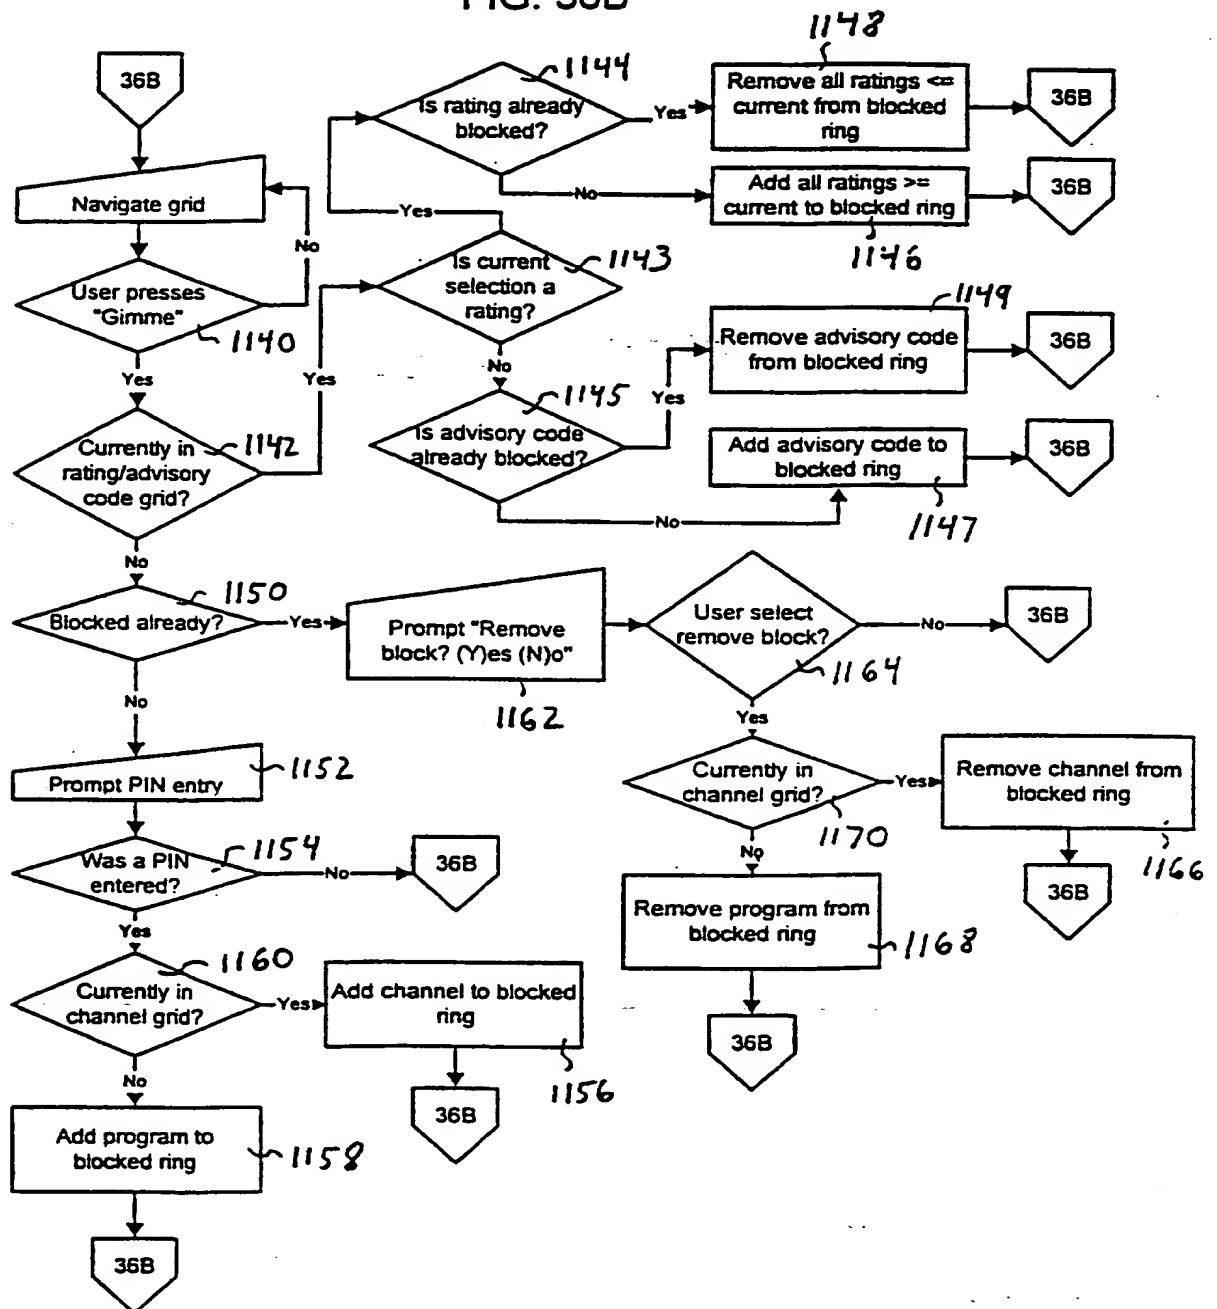 FIG. 36B
36B
Navigate grid
No
User presses
"Gimme"
1140
Yes
Currently in
rating/advisory
code grid?
1142
Yes
No
Is current
selection a
rating?
1143
Yes
Is rating already
blocked?
1144
Yes
Remove all ratings <=
current from blocked
ring
1148
36B
No
Add all ratings >=
current to blocked ring
1146
36B
No
Is advisory code
already blocked?
1145
Yes
Remove advisory code
from blocked ring
1149
36B
No
Add advisory code to
blocked ring
1147
36B
Blocked already?
1150
Yes
Prompt "Remove
block? (Y)es (N)o"
1162
User select
remove block?
1164
No
36B
Yes
Currently in
channel grid?
1170
Yes
Remove channel from
blocked ring
1166
36B
No
Remove program from
blocked ring
1168
36B
No
Prompt PIN entry
1152
Was a PIN
entered?
1154
No
36B
Yes
Currently in
channel grid?
1160
Yes
Add channel to blocked
ring
1156
36B
No
Add program to
blocked ring
1158
36B